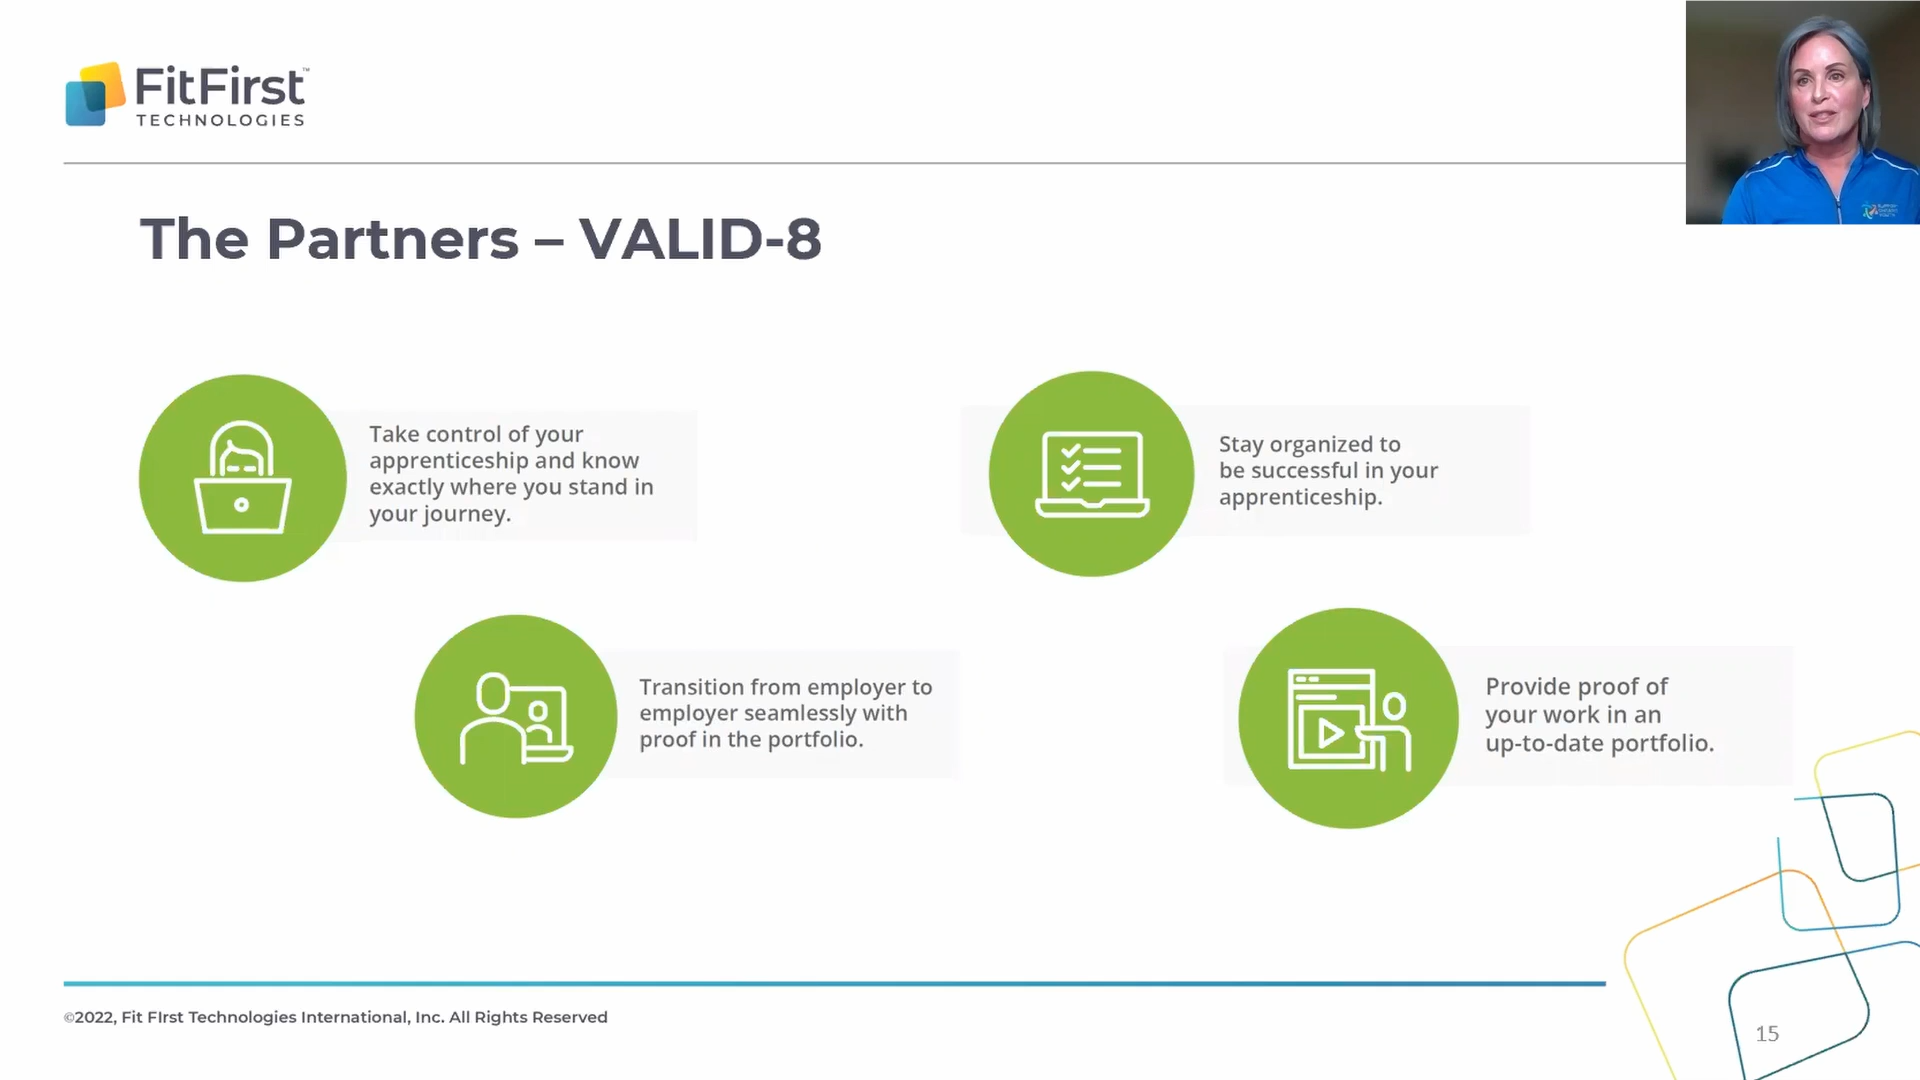 FitFirst™
TECHNOLOGIES
The Partners – VALID-8
Take control of your
apprenticeship and know
exactly where you stand in
your journey.
Stay organized to
be successful in your
apprenticeship.
Transition from employer to
employer seamlessly with
proof in the portfolio.
Provide proof of
your work in an
up-to-date portfolio.
©2022, Fit FIrst Technologies International, Inc. All Rights Reserved
15